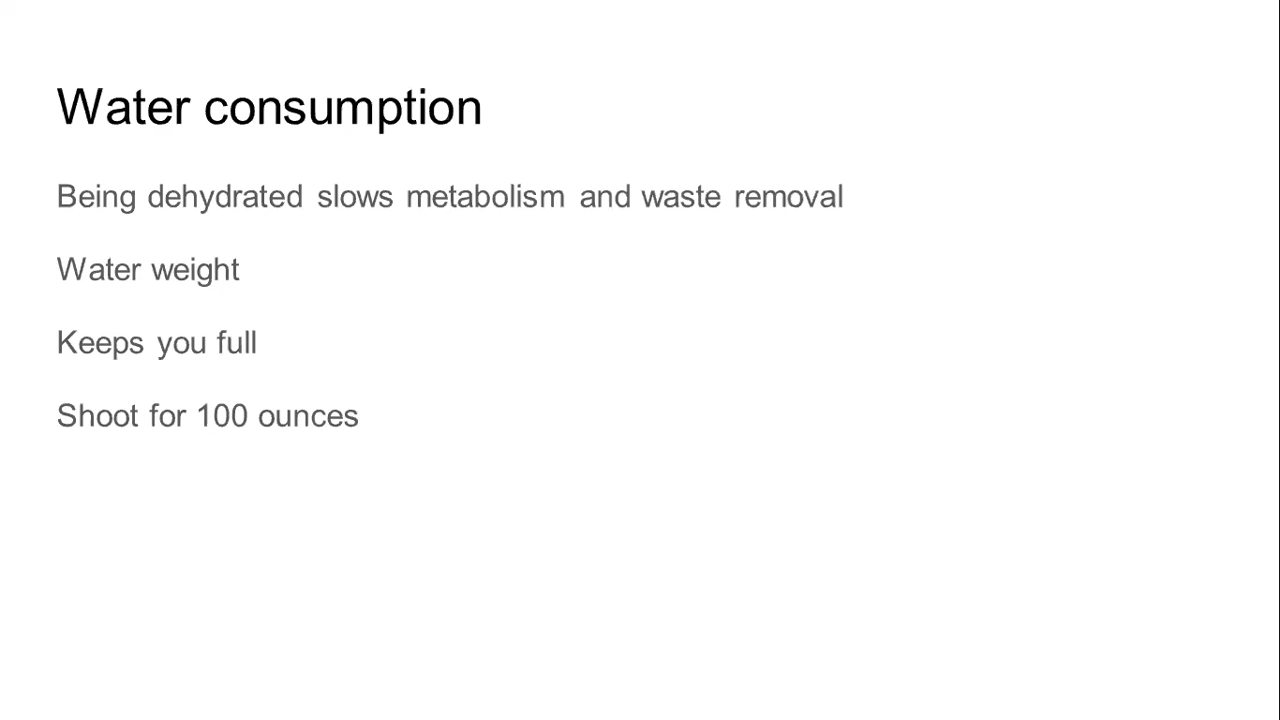 Water consumption
Being dehydrated slows metabolism and waste removal
Water weight
Keeps you full
Shoot for 100 ounces